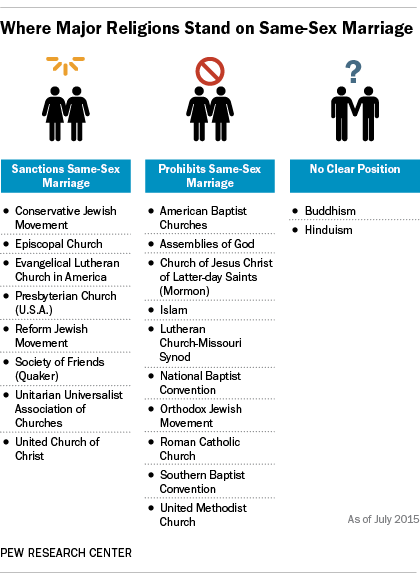 Where Major Religions Stand on Same-Sex Marriage
?
Sanctions Same-Sex
Marriage
• Conservative Jewish
Movement
• Episcopal Church
• Evangelical Lutheran
Church in America
• Presbyterian Church
(U.S.A.)
• Reform Jewish
Movement
• Society of Friends
(Quaker)
• Unitarian Universalist
Association of
Churches
• United Church of
Christ
Prohibits Same-Sex
Marriage
• American Baptist
Churches
• Assemblies of God
• Church of Jesus Christ
of Latter-day Saints
(Mormon)
• Islam
• Lutheran
Church-Missouri
Synod
• National Baptist
Convention
• Orthodox Jewish
Movement
• Roman Catholic
Church
• Southern Baptist
Convention
• United Methodist
Church
No Clear Position
• Buddhism
• Hinduism
As of July 2015
PEW RESEARCH CENTER